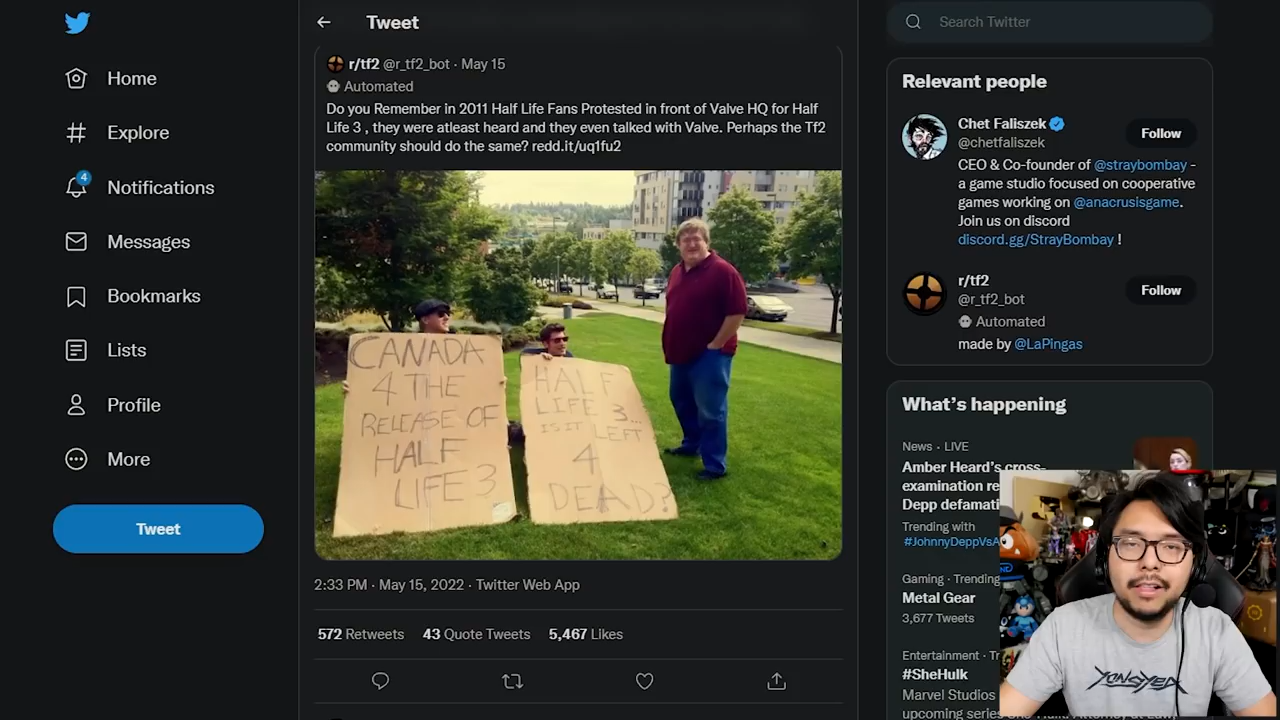 Home
Explore
4
Notifications
Messages
Bookmarks
Lists
Profile
More
Tweet
Tweet
r/tf2 @r_tf2_bot · May 15
Automated
Do you Remember in 2011 Half Life Fans Protested in front of Valve HQ for Half
Life 3 , they were atleast heard and they even talked with Valve. Perhaps the Tf2
community should do the same? redd.it/uq1fu2
CANADA
4 THE
RELEASE OF
HALF
LIFE 3
HALF
LIFE 3...
IS IT LEFT
4
DEAD?
2:33 PM · May 15, 2022 · Twitter Web App
572 Retweets 43 Quote Tweets 5,467 Likes
Search Twitter
Relevant people
Chet Faliszek
@chetfaliszek
Follow
CEO & Co-founder of @straybombay -
a game studio focused on cooperative
games working on @anacrusisgame.
Join us on discord
discord.gg/StrayBombay !
r/tf2
@r_tf2_bot
Follow
Automated
made by @LaPingas
What's happening
News · LIVE
Amber Heard's cross-
examination re
Depp defamati
Trending with
#JohnnyDeppVsA
Gaming · Trending
Metal Gear
3,677 Tweets
Entertainment · Tr
#SheHulk
Marvel Studios
upcoming series
YONGYEA